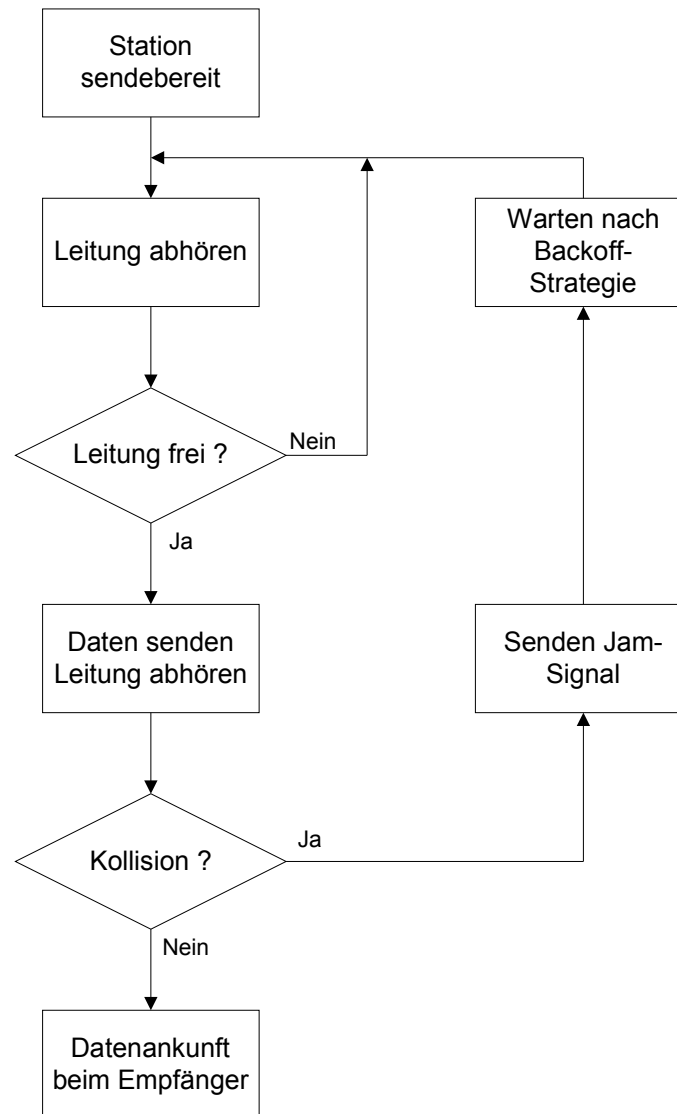 Station
sendebereit
Leitung abhören
Warten nach
Backoff-
Strategie
Leitung frei ?
Nein
Ja
Daten senden
Leitung abhören
Senden Jam-
Signal
Kollision ?
Ja
Nein
Datenankunft
beim Empfänger